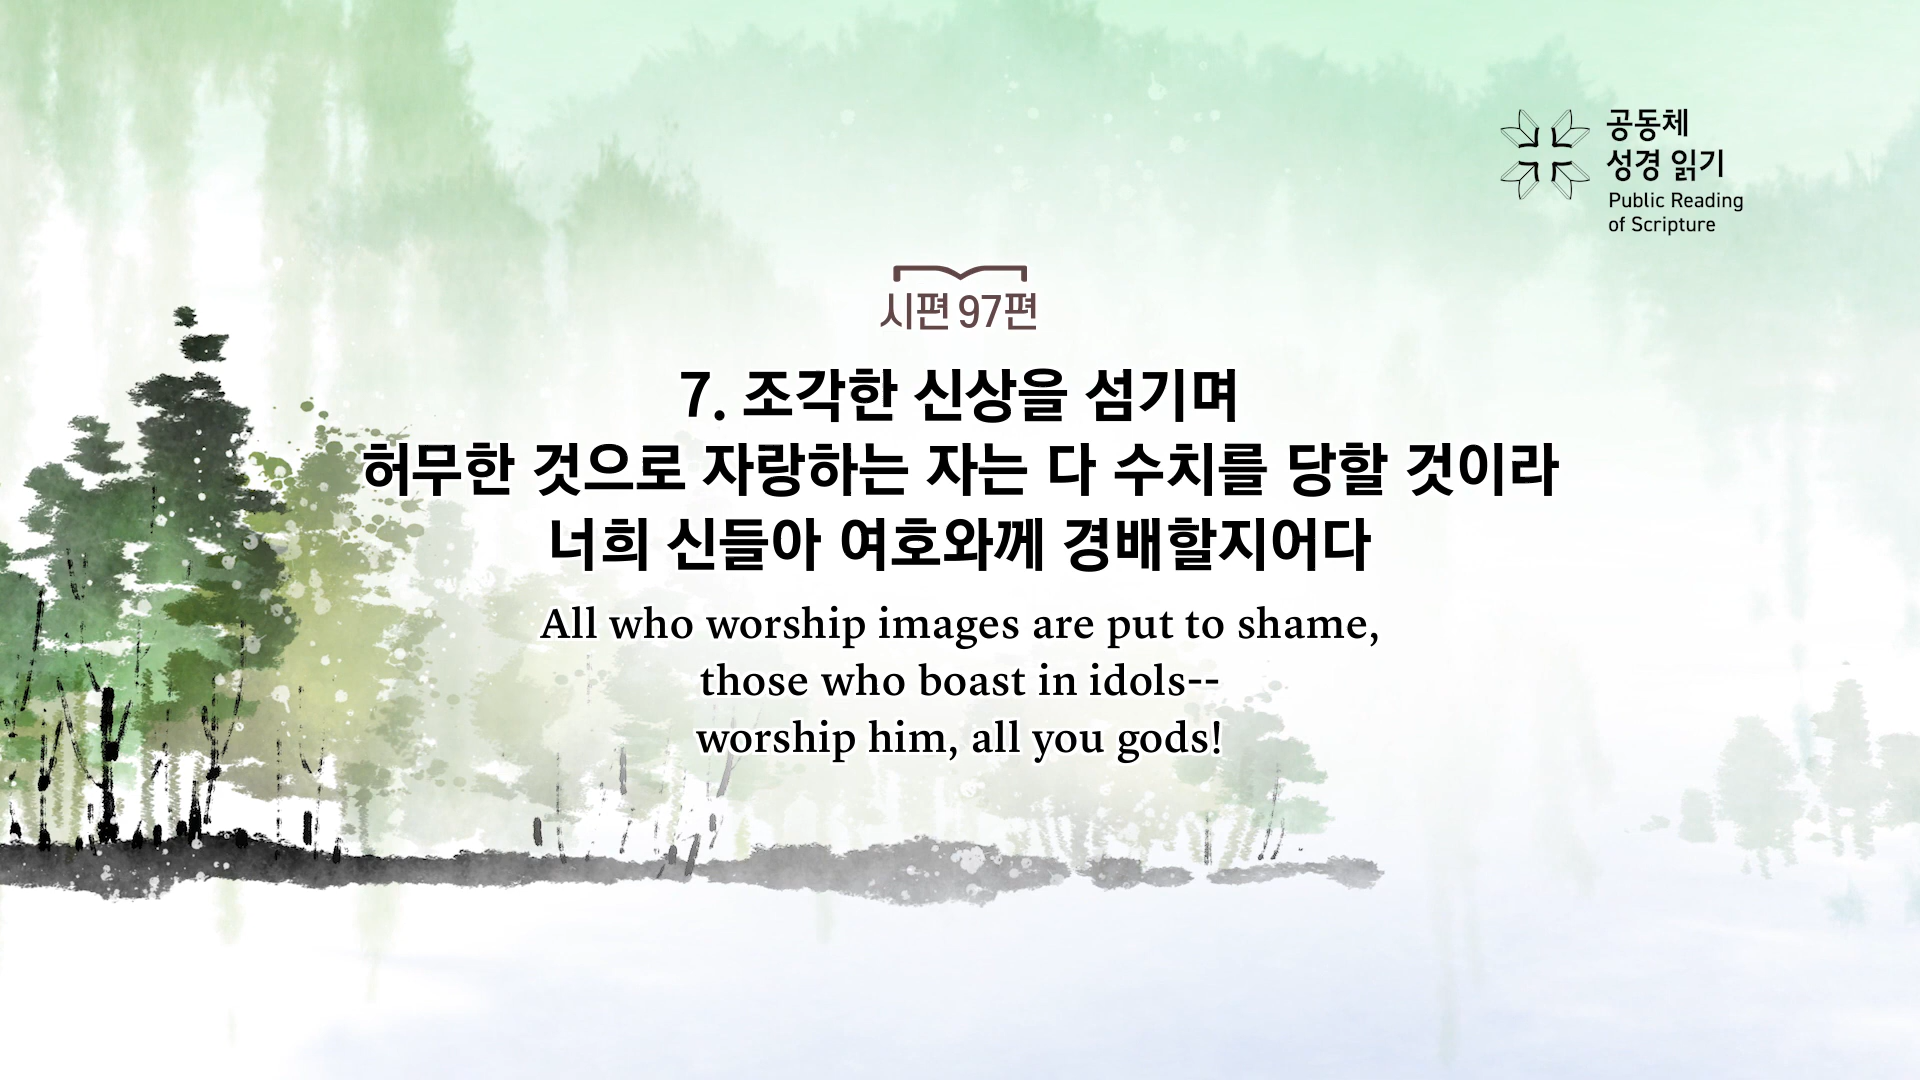 공동체
성경 읽기
Public Reading
of Scripture
시편 97편
7. 조각한 신상을 섬기며
허무한 것으로 자랑하는 자는 다 수치를 당할 것이라
너희 신들아 여호와께 경배할지어다
All who worship images are put to shame,
those who boast in idols--
worship him, all you gods!